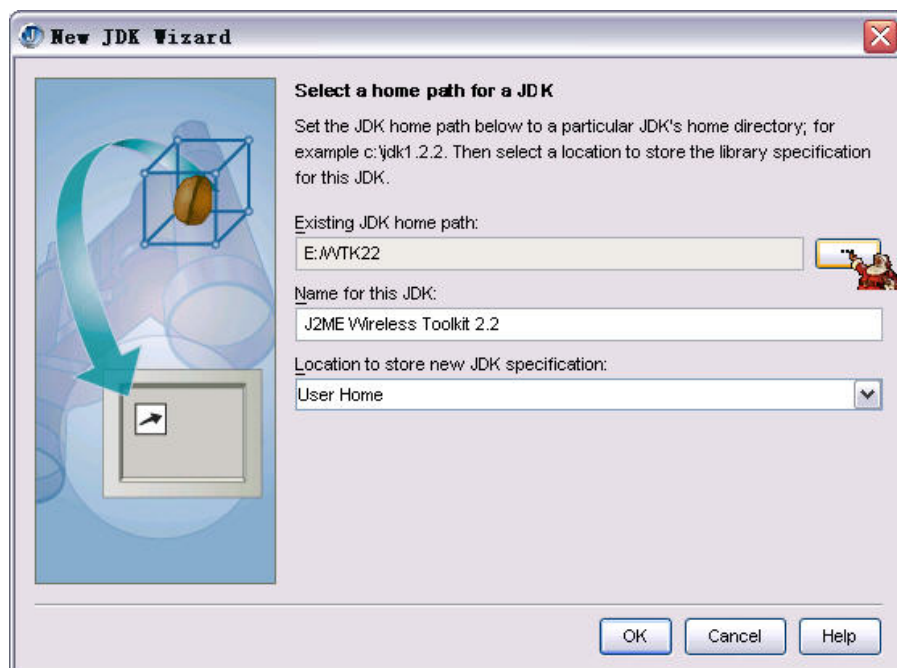 New JDK Wizard
Select a home path for a JDK
Set the JDK home path below to a particular JDK's home directory; for
example c:\jdk1.2.2. Then select a location to store the library specification
for this JDK.
Existing JDK home path:
E:/WTK22
...
Name for this JDK:
J2ME Wireless Toolkit 2.2
Location to store new JDK specification:
User Home
OK
Cancel
Help